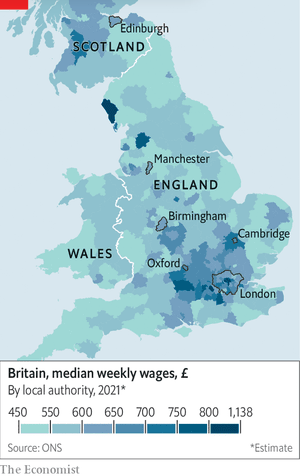 Edinburgh
SCOTLAND
Manchester
ENGLAND
Birmingham
Cambridge
WALES
Oxford
London
Britain, median weekly wages, £
By local authority, 2021*
450 550 600 650 700 750 800 1,138
Source: ONS *Estimate
The Economist